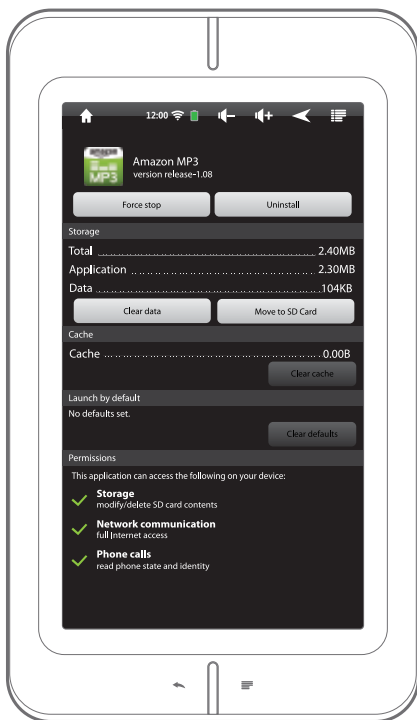 12:00
MP3
Amazon MP3
version release-1.08
Force stop
Uninstall
Storage
Total 2.40MB
Application 2.30MB
Data 104KB
Clear data
Move to SD Card
Cache
Cache 0.00B
Clear cache
Launch by default
No defaults set.
Clear defaults
Permissions
This application can access the following on your device:
Storage
modify/delete SD card contents
Network communication
full Internet access
Phone calls
read phone state and identity